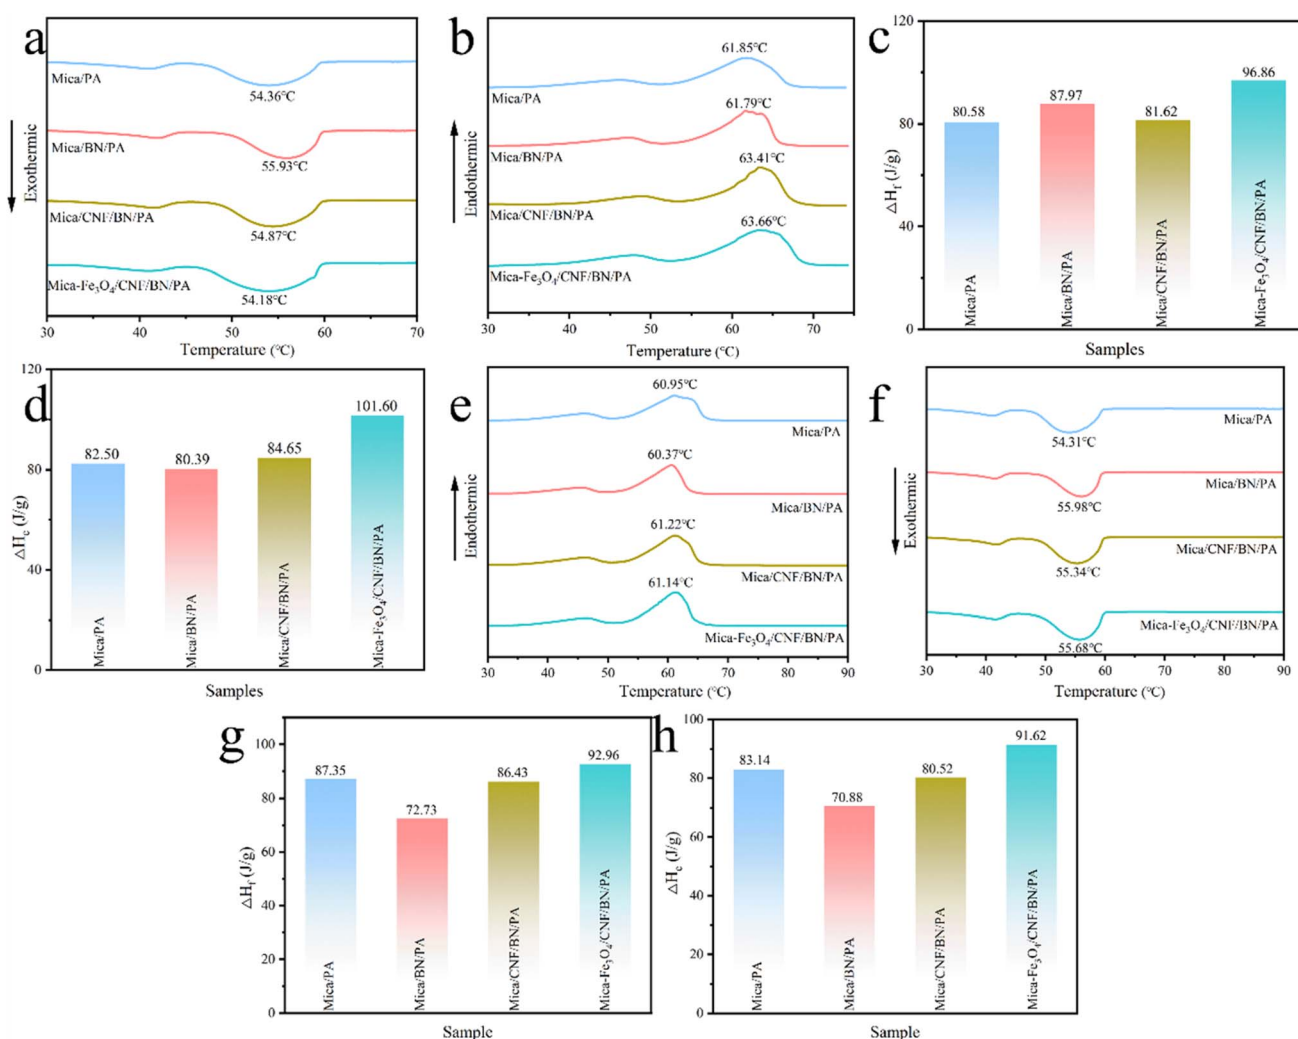 a
Mica/PA
54.36℃
Mica/BN/PA
55.93℃
Mica/CNF/BN/PA
54.87℃
Mica-Fe₃O₄/CNF/BN/PA
54.18℃
Exothermic
30 40 50 60 70
Temperature (℃)
b
61.85℃
Mica/PA
61.79℃
Mica/BN/PA
63.41℃
Mica/CNF/BN/PA
63.66℃
Mica-Fe₃O₄/CNF/BN/PA
Endothermic
30 40 50 60 70
Temperature (℃)
c
120
80
40
0
△Hf (J/g)
80.58
87.97
81.62
96.86
Mica/PA
Mica/BN/PA
Mica/CNF/BN/PA
Mica-Fe₃O₄/CNF/BN/PA
Samples
d
120
80
40
0
△Hc (J/g)
82.50
80.39
84.65
101.60
Mica/PA
Mica/BN/PA
Mica/CNF/BN/PA
Mica-Fe₃O₄/CNF/BN/PA
Samples
e
60.95℃
Mica/PA
60.37℃
Mica/BN/PA
61.22℃
Mica/CNF/BN/PA
61.14℃
Mica-Fe₃O₄/CNF/BN/PA
Endothermic
30 40 50 60 70 80 90
Temperature (℃)
f
Mica/PA
54.31℃
Mica/BN/PA
55.98℃
Mica/CNF/BN/PA
55.34℃
Mica-Fe₃O₄/CNF/BN/PA
55.68℃
Exothermic
30 40 50 60 70 80 90
Temperature (℃)
g
100
80
60
40
20
0
△Hf (J/g)
87.35
72.73
86.43
92.96
Mica/PA
Mica/BN/PA
Mica/CNF/BN/PA
Mica-Fe₃O₄/CNF/BN/PA
Sample
h
100
80
60
40
20
0
△Hc (J/g)
83.14
70.88
80.52
91.62
Mica/PA
Mica/BN/PA
Mica/CNF/BN/PA
Mica-Fe₃O₄/CNF/BN/PA
Sample